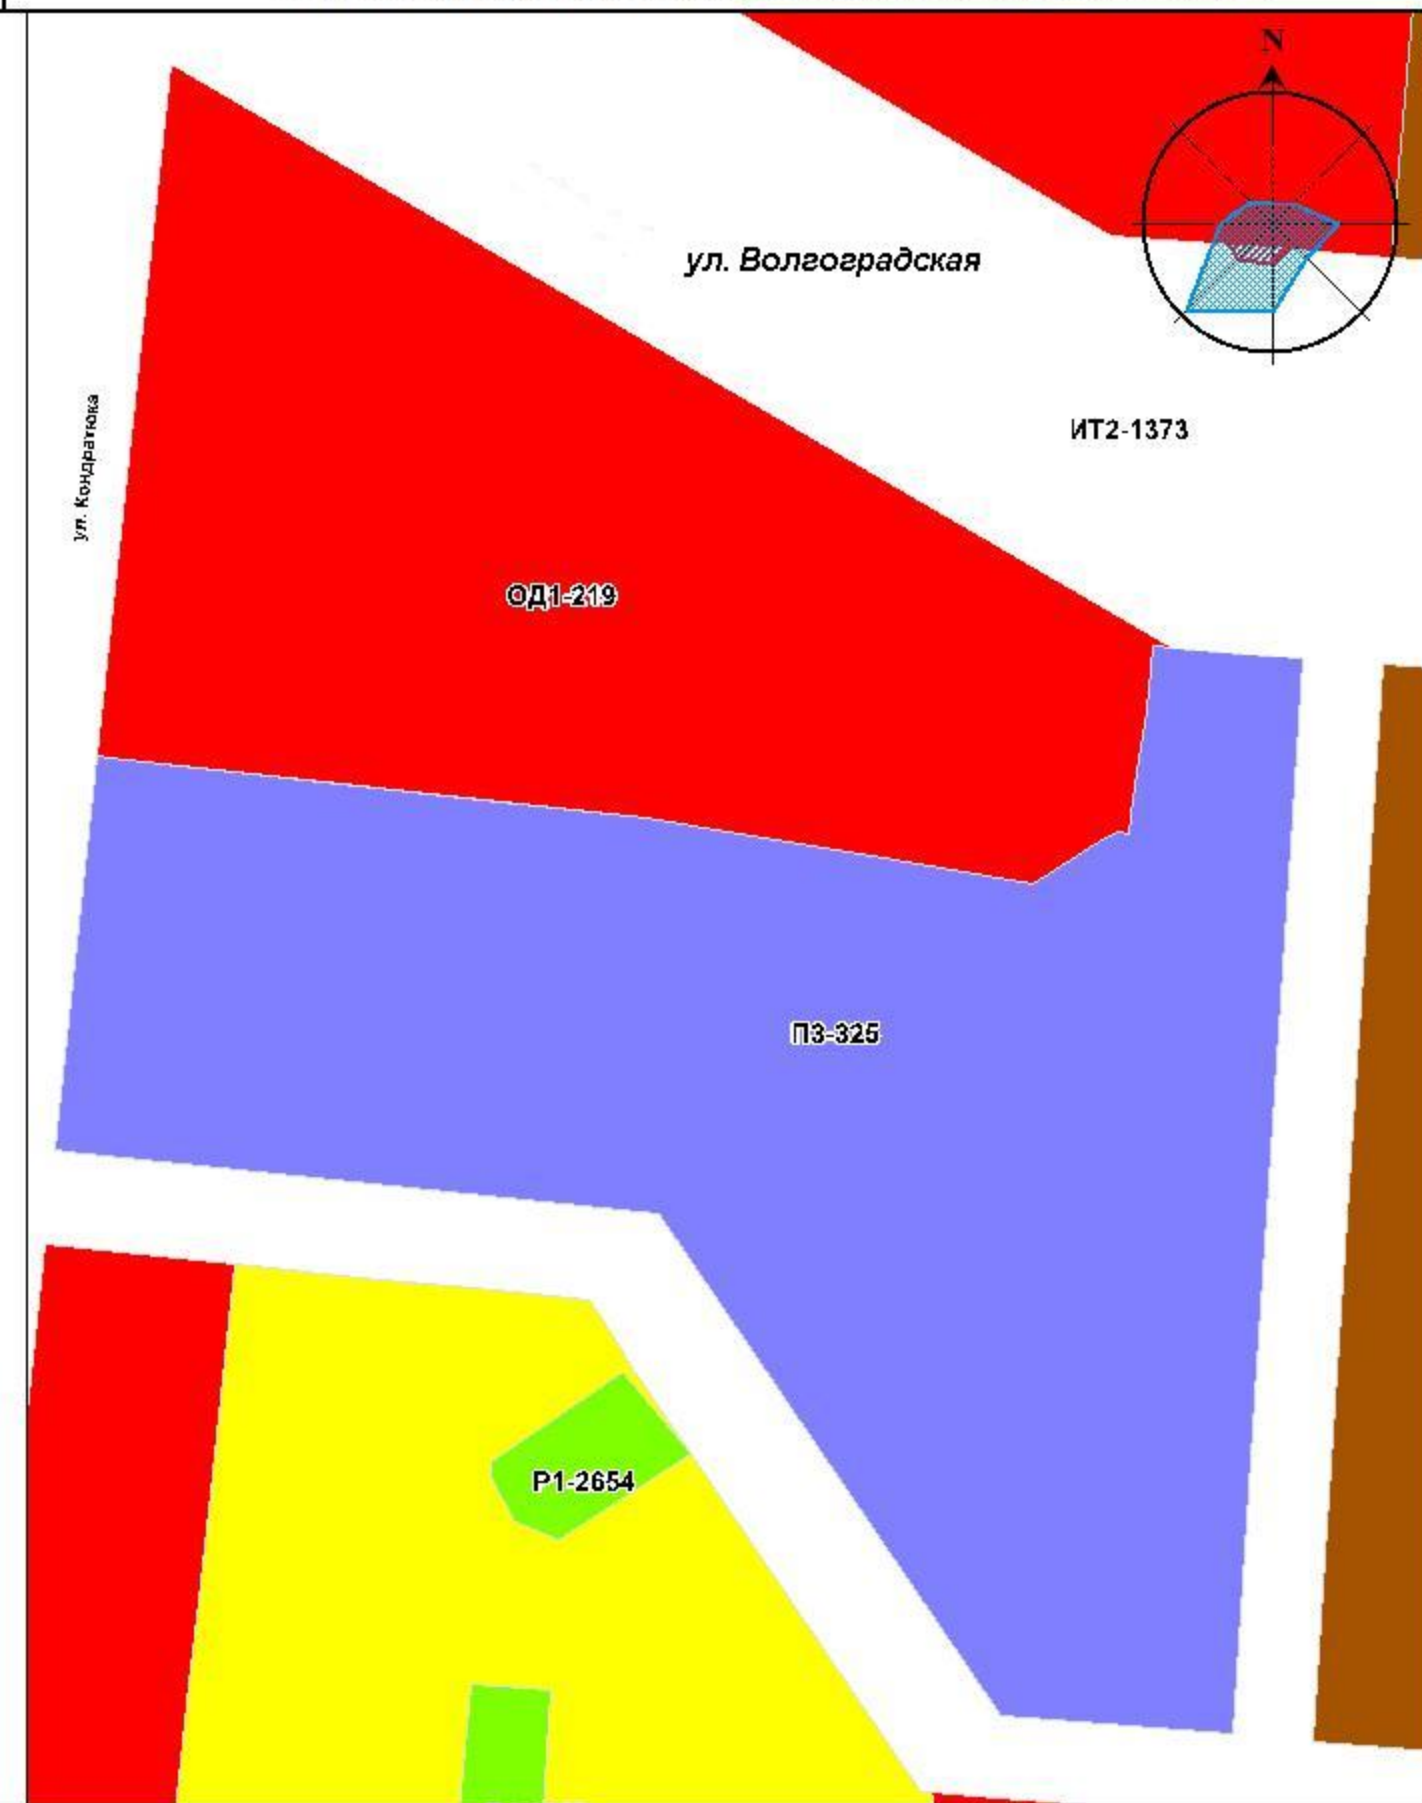 N
ул. Волгоградская
ИТ2-1373
ул. Кондратюка
ОД1-219
П3-325
Р1-2654